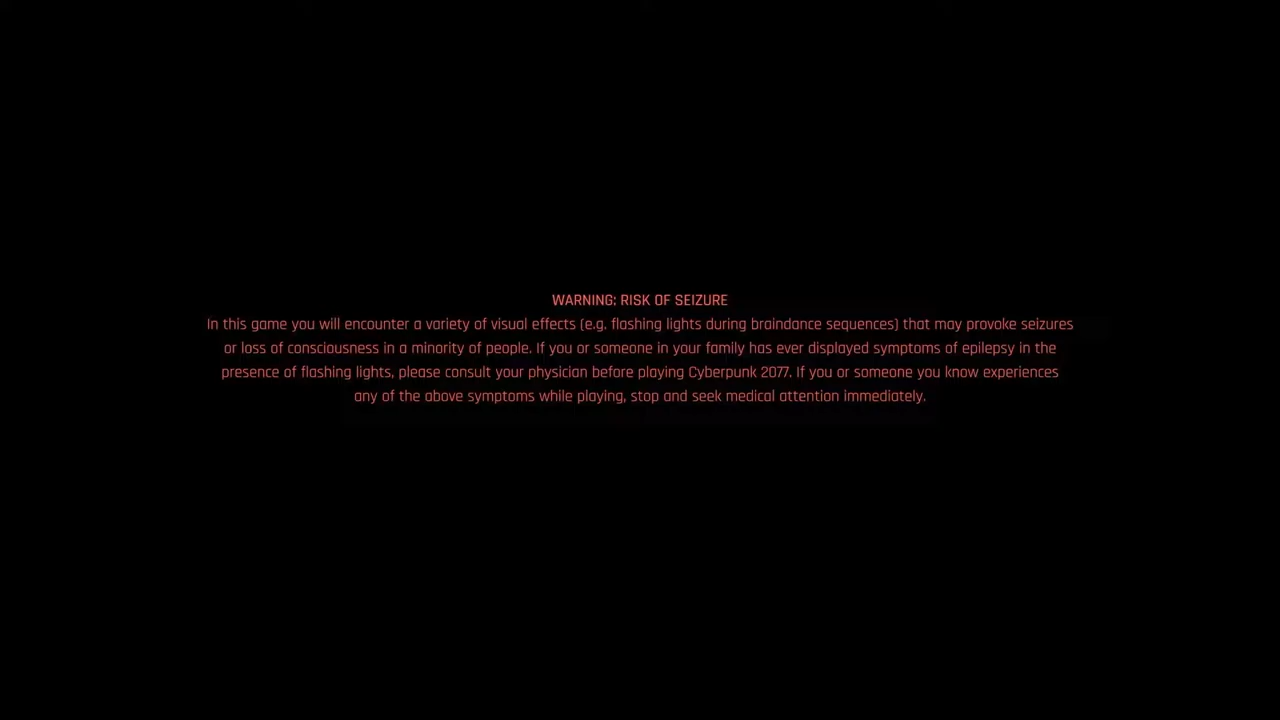 WARNING: RISK OF SEIZURE
In this game you will encounter a variety of visual effects (e.g. flashing lights during braindance sequences) that may provoke seizures
or loss of consciousness in a minority of people. If you or someone in your family has ever displayed symptoms of epilepsy in the
presence of flashing lights, please consult your physician before playing Cyberpunk 2077. If you or someone you know experiences
any of the above symptoms while playing, stop and seek medical attention immediately.